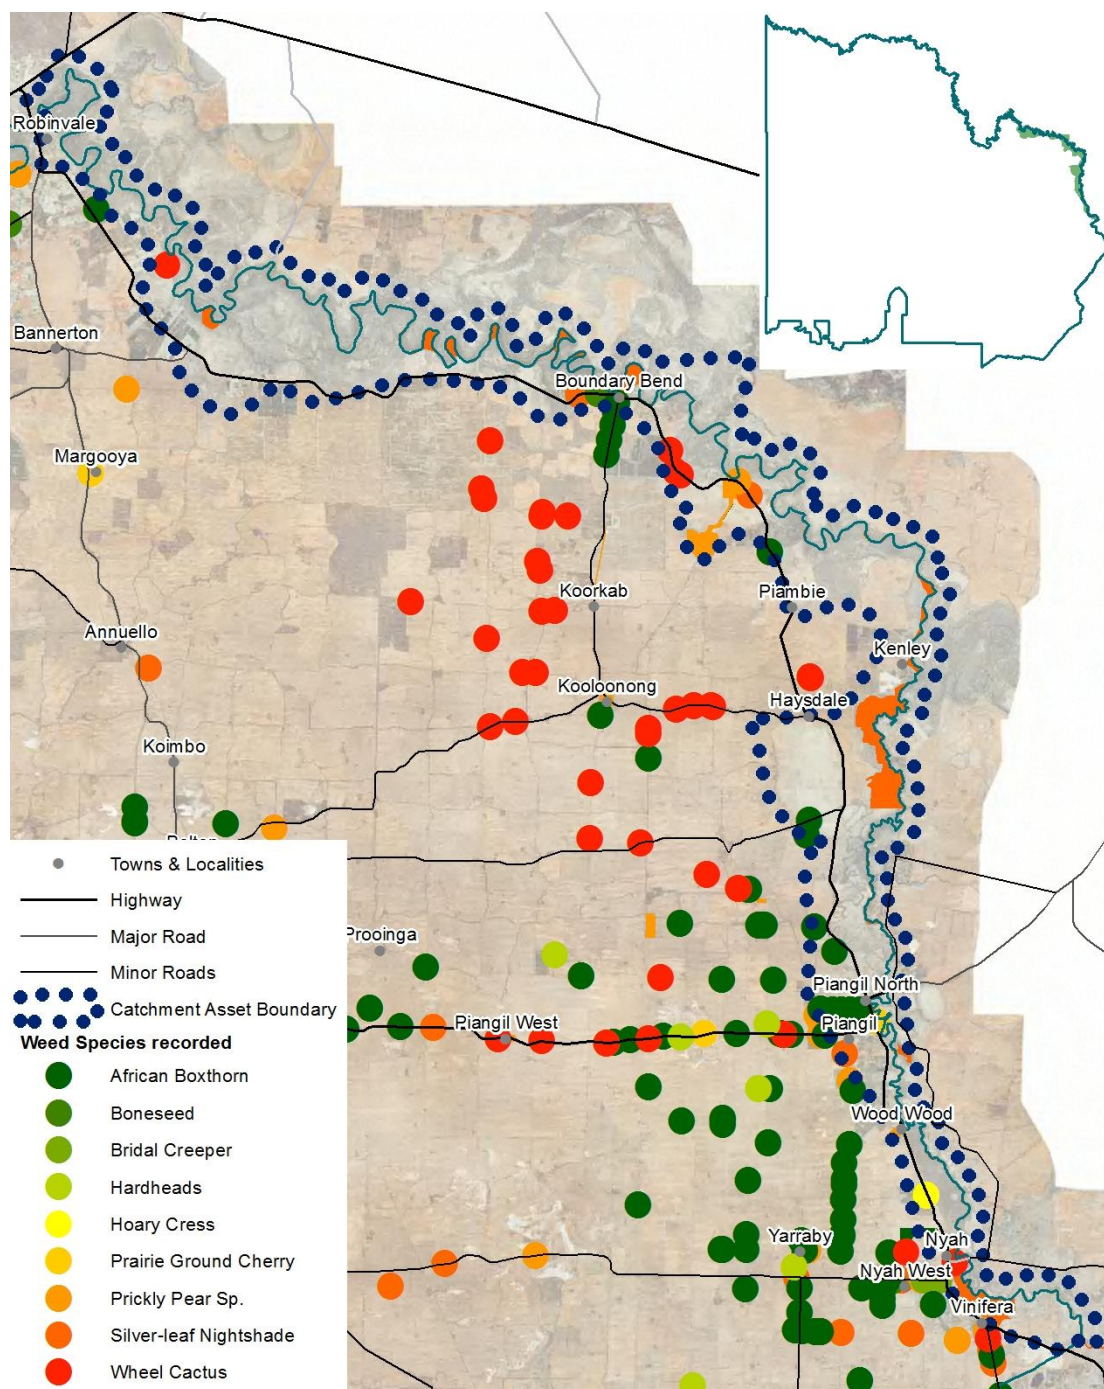 Robinvale
Bannerton
Boundary Bend
Margooya
Koorkab
Piambie
Annuello
Kenley
Kooloonong
Haysdale
Koimbo
Towns & Localities
Highway
Major Road
Minor Roads
Catchment Asset Boundary
Weed Species recorded
African Boxthorn
Boneseed
Bridal Creeper
Hardheads
Hoary Cress
Prairie Ground Cherry
Prickly Pear Sp.
Silver-leaf Nightshade
Wheel Cactus
Prooinga
Piangil North
Piangil West
Piangil
Wood Wood
Yarraby
Nyah
Nyah West
Vinifera